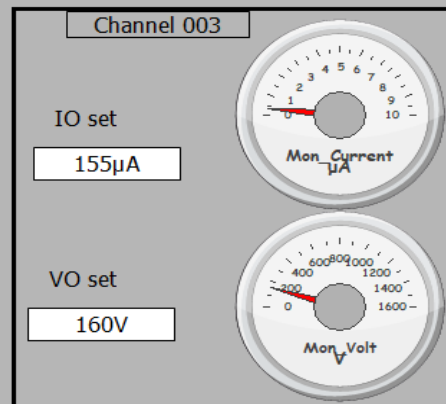 Channel 003
IO set
155µA
0 1 2 3 4 5 6 7 8 9 10
Mon_Current
µA
VO set
160V
0 200 400 600 800 1000 1200 1400 1600
Mon_Volt
V